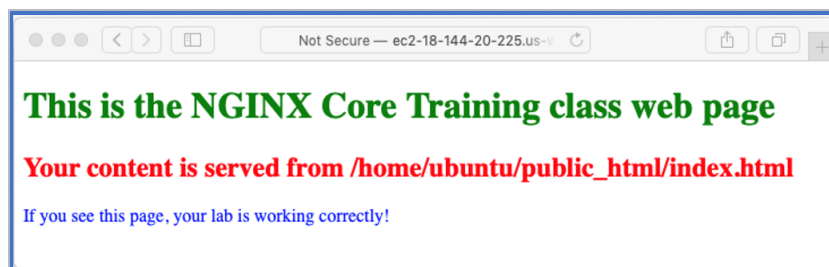 Not Secure — ec2-18-144-20-225.us-
This is the NGINX Core Training class web page
Your content is served from /home/ubuntu/public_html/index.html
If you see this page, your lab is working correctly!